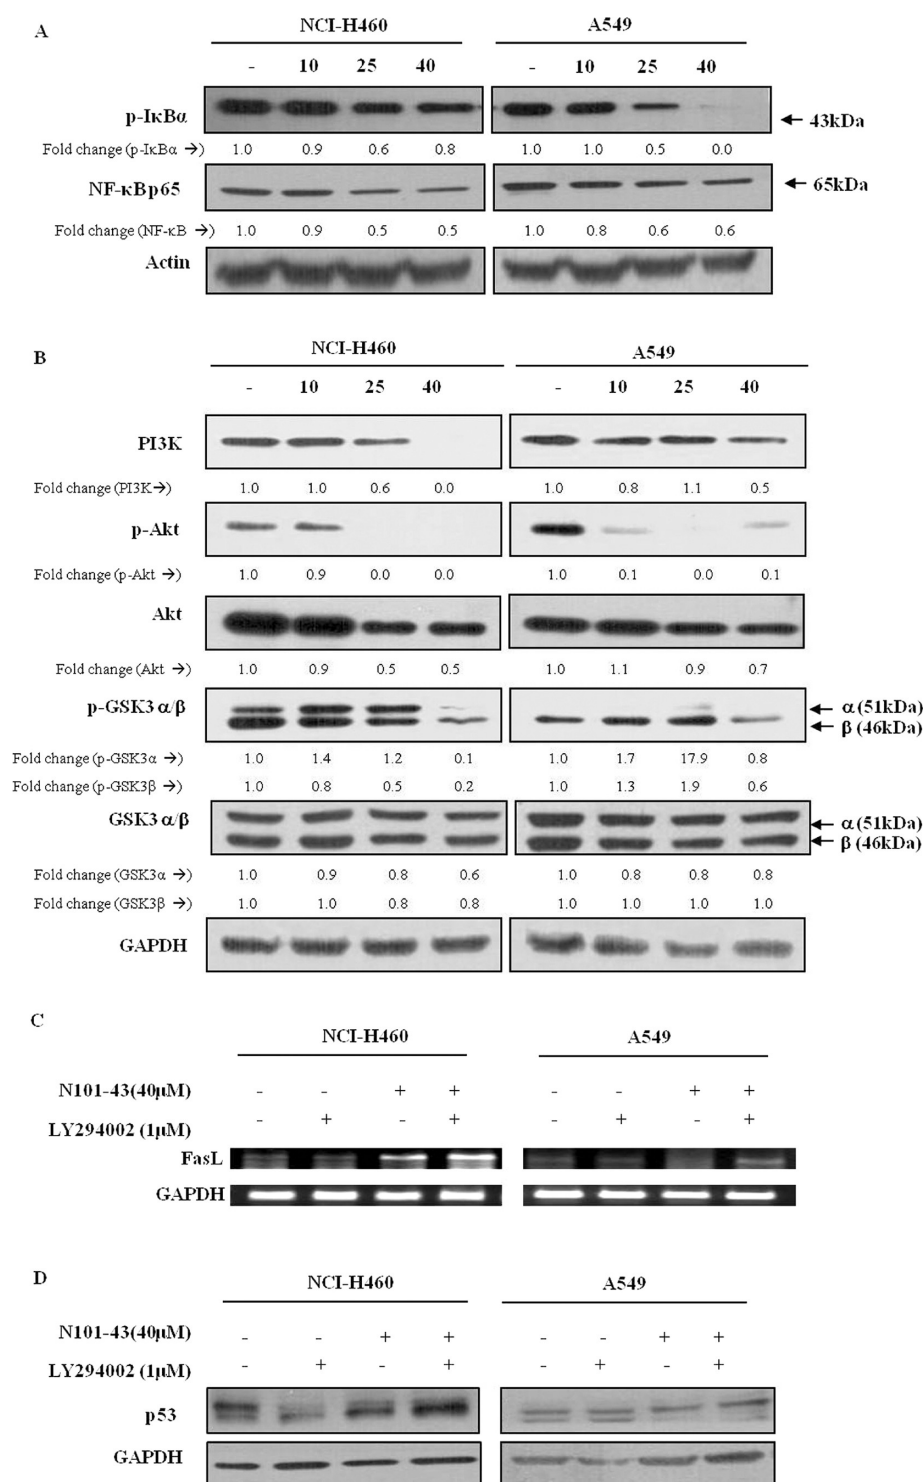 A
NCI-H460 A549
- 10 25 40 - 10 25 40
p-IκBα ← 43kDa
Fold change (p-IκBα →) 1.0 0.9 0.6 0.8 1.0 1.0 0.5 0.0
NF-κBp65 ← 65kDa
Fold change (NF-κB →) 1.0 0.9 0.5 0.5 1.0 0.8 0.6 0.6
Actin
B
NCI-H460 A549
- 10 25 40 - 10 25 40
PI3K
Fold change (PI3K→) 1.0 1.0 0.6 0.0 1.0 0.8 1.1 0.5
p-Akt
Fold change (p-Akt →) 1.0 0.9 0.0 0.0 1.0 0.1 0.0 0.1
Akt
Fold change (Akt →) 1.0 0.9 0.5 0.5 1.0 1.1 0.9 0.7
p-GSK3 α/β ← α (51kDa)
← β (46kDa)
Fold change (p-GSK3α →) 1.0 1.4 1.2 0.1 1.0 1.7 17.9 0.8
Fold change (p-GSK3β →) 1.0 0.8 0.5 0.2 1.0 1.3 1.9 0.6
GSK3 α/β ← α (51kDa)
← β (46kDa)
Fold change (GSK3α →) 1.0 0.9 0.8 0.6 1.0 0.8 0.8 0.8
Fold change (GSK3β →) 1.0 1.0 0.8 0.8 1.0 1.0 1.0 1.0
GAPDH
C
NCI-H460 A549
N101-43(40μM) - - + + - - + +
LY294002 (1μM) - + - + - + - +
FasL
GAPDH
D
NCI-H460 A549
N101-43(40μM) - - + + - - + +
LY294002 (1μM) - + - + - + - +
p53
GAPDH